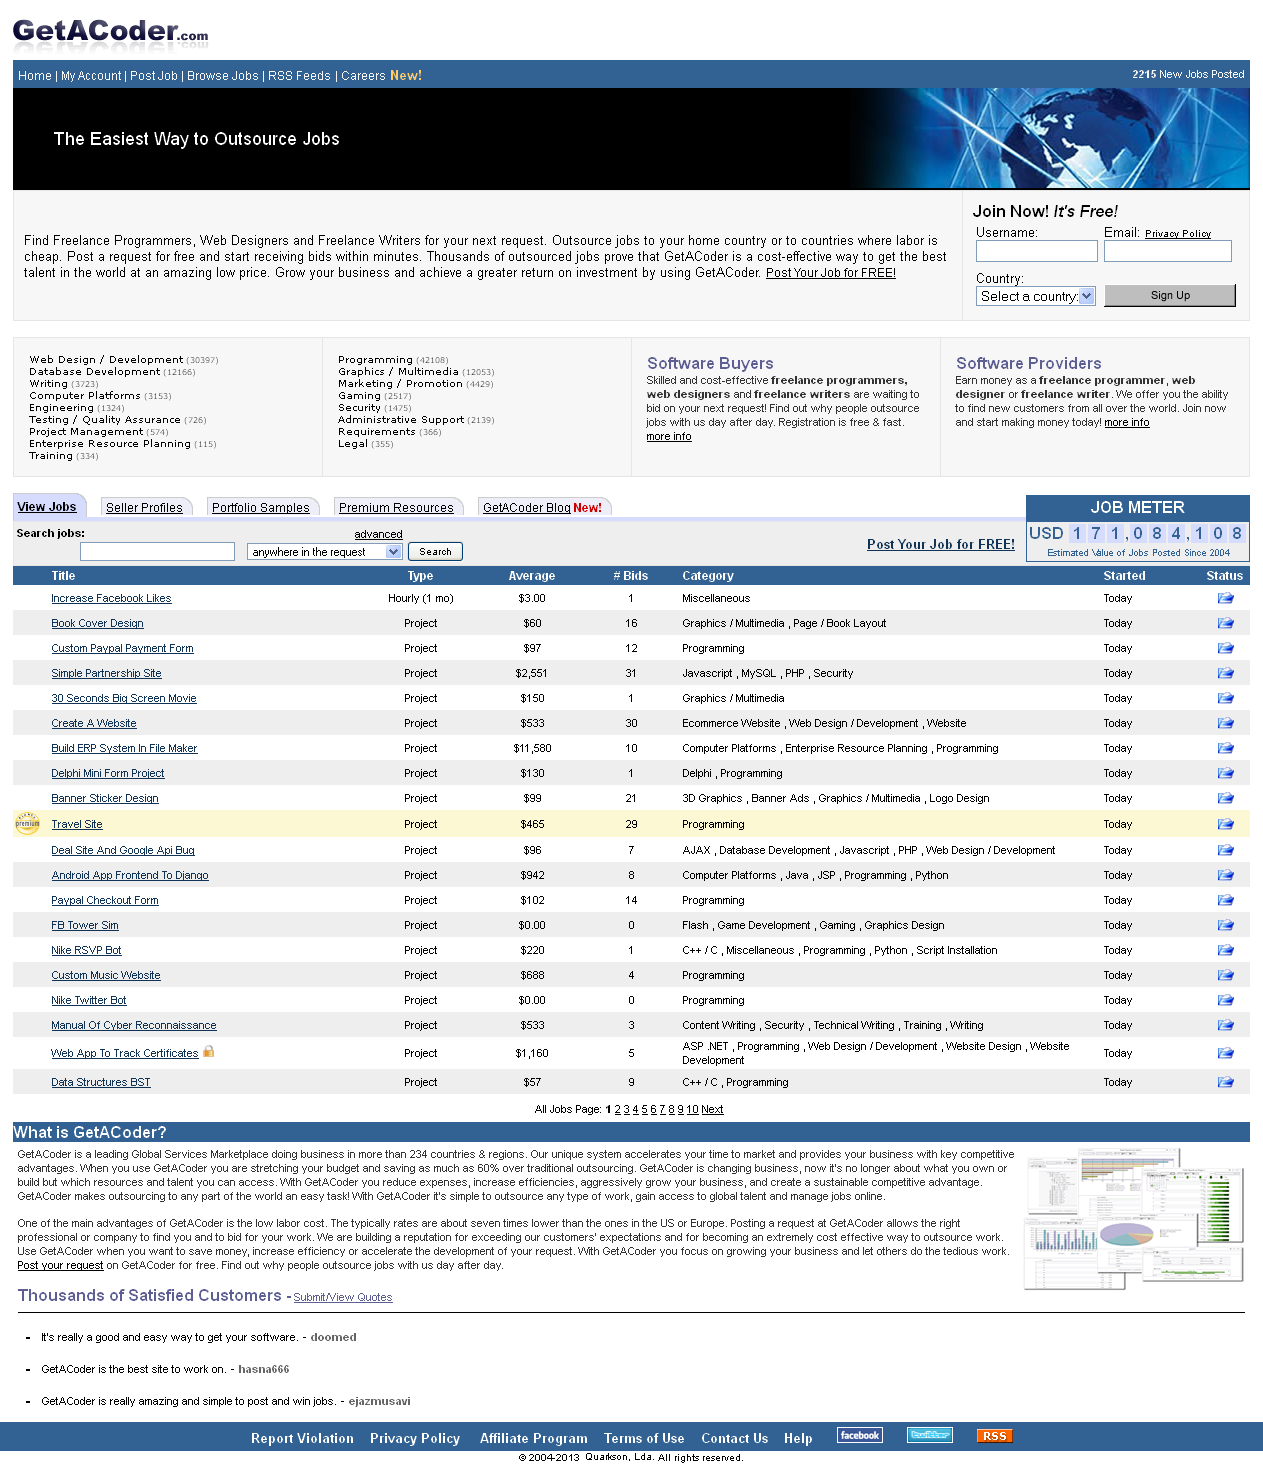 GetACoder.com
Home | My Account | Post Job | Browse Jobs | RSS Feeds | Careers New!
2215 New Jobs Posted
The Easiest Way to Outsource Jobs
Find Freelance Programmers, Web Designers and Freelance Writers for your next request. Outsource jobs to your home country or to countries where labor is
cheap. Post a request for free and start receiving bids within minutes. Thousands of outsourced jobs prove that GetACoder is a cost-effective way to get the best
talent in the world at an amazing low price. Grow your business and achieve a greater return on investment by using GetACoder. Post Your Job for FREE!
Join Now! It's Free!
Username:
Email: Privacy Policy
Country:
Select a country:
Sign Up
Web Design / Development (30397)
Database Development (12166)
Writing (3723)
Computer Platforms (3153)
Engineering (1324)
Testing / Quality Assurance (726)
Project Management (574)
Enterprise Resource Planning (115)
Training (334)
Programming (42108)
Graphics / Multimedia (12053)
Marketing / Promotion (4429)
Gaming (2517)
Security (1475)
Administrative Support (2139)
Requirements (366)
Legal (355)
Software Buyers
Skilled and cost-effective freelance programmers,
web designers and freelance writers are waiting to
bid on your next request! Find out why people outsource
jobs with us day after day. Registration is free & fast.
more info
Software Providers
Earn money as a freelance programmer, web
designer or freelance writer. We offer you the ability
to find new customers from all over the world. Join now
and start making money today! more info
View Jobs
Seller Profiles
Portfolio Samples
Premium Resources
GetACoder Blog New!
JOB METER
USD 171,084,108
Estimated Value of Jobs Posted Since 2004
Search jobs:
advanced
anywhere in the request
Search
Post Your Job for FREE!
Title Type Average # Bids Category Started Status
Increase Facebook Likes Hourly (1 mo) $3.00 1 Miscellaneous Today
Book Cover Design Project $60 16 Graphics / Multimedia , Page / Book Layout Today
Custom Paypal Payment Form Project $97 12 Programming Today
Simple Partnership Site Project $2,551 31 Javascript , MySQL , PHP , Security Today
30 Seconds Big Screen Movie Project $150 1 Graphics / Multimedia Today
Create A Website Project $533 30 Ecommerce Website , Web Design / Development , Website Today
Build ERP System In File Maker Project $11,580 10 Computer Platforms , Enterprise Resource Planning , Programming Today
Delphi Mini Form Project Project $130 1 Delphi , Programming Today
Banner Sticker Design Project $99 21 3D Graphics , Banner Ads , Graphics / Multimedia , Logo Design Today
premium Travel Site Project $465 29 Programming Today
Deal Site And Google Api Bug Project $96 7 AJAX , Database Development , Javascript , PHP , Web Design / Development Today
Android App Frontend To Django Project $942 8 Computer Platforms , Java , JSP , Programming , Python Today
Paypal Checkout Form Project $102 14 Programming Today
FB Tower Sim Project $0.00 0 Flash , Game Development , Gaming , Graphics Design Today
Nike RSVP Bot Project $220 1 C++ / C , Miscellaneous , Programming , Python , Script Installation Today
Custom Music Website Project $688 4 Programming Today
Nike Twitter Bot Project $0.00 0 Programming Today
Manual Of Cyber Reconnaissance Project $533 3 Content Writing , Security , Technical Writing , Training , Writing Today
Web App To Track Certificates Project $1,160 5 ASP .NET , Programming , Web Design / Development , Website Design , Website Today
Development
Data Structures BST Project $57 9 C++ / C , Programming Today
All Jobs Page: 1 2 3 4 5 6 7 8 9 10 Next
What is GetACoder?
GetACoder is a leading Global Services Marketplace doing business in more than 234 countries & regions. Our unique system accelerates your time to market and provides your business with key competitive
advantages. When you use GetACoder you are stretching your budget and saving as much as 60% over traditional outsourcing. GetACoder is changing business, now it's no longer about what you own or
build but which resources and talent you can access. With GetACoder you reduce expenses, increase efficiencies, aggressively grow your business, and create a sustainable competitive advantage.
GetACoder makes outsourcing to any part of the world an easy task! With GetACoder it's simple to outsource any type of work, gain access to global talent and manage jobs online.
One of the main advantages of GetACoder is the low labor cost. The typically rates are about seven times lower than the ones in the US or Europe. Posting a request at GetACoder allows the right
professional or company to find you and to bid for your work. We are building a reputation for exceeding our customers' expectations and for becoming an extremely cost effective way to outsource work.
Use GetACoder when you want to save money, increase efficiency or accelerate the development of your request. With GetACoder you focus on growing your business and let others do the tedious work.
Post your request on GetACoder for free. Find out why people outsource jobs with us day after day.
Thousands of Satisfied Customers - Submit/View Quotes
- It's really a good and easy way to get your software. - doomed
- GetACoder is the best site to work on. - hasna666
- GetACoder is really amazing and simple to post and win jobs. - ejazmusavi
Report Violation Privacy Policy Affiliate Program Terms of Use Contact Us Help facebook twitter RSS
© 2004-2013 Quarkson, Lda. All rights reserved.